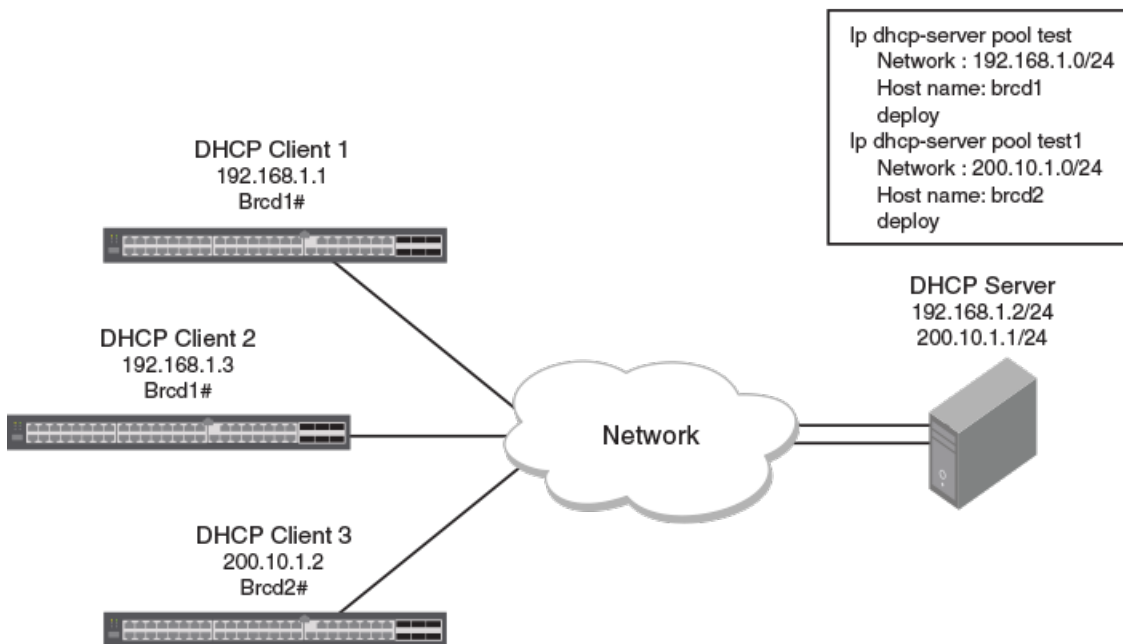 Ip dhcp-server pool test
Network : 192.168.1.0/24
Host name: brcd1
deploy
Ip dhcp-server pool test1
Network : 200.10.1.0/24
Host name: brcd2
deploy
DHCP Client 1
192.168.1.1
Brcd1#
DHCP Server
192.168.1.2/24
200.10.1.1/24
DHCP Client 2
192.168.1.3
Brcd1#
Network
DHCP Client 3
200.10.1.2
Brcd2#